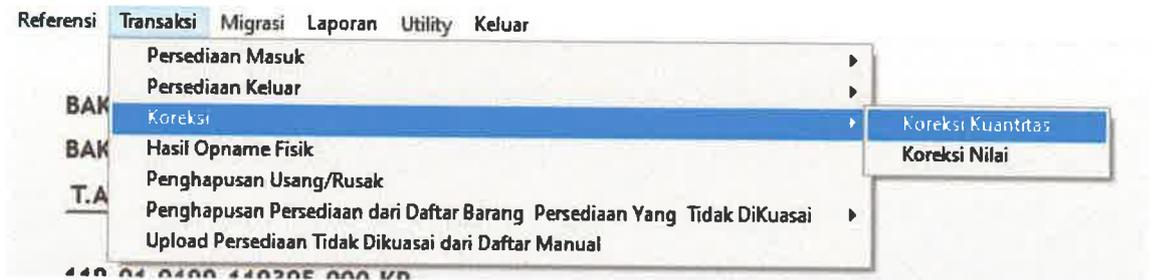 Referensi Transaksi Migrasi Laporan Utility Keluar
Persediaan Masuk
Persediaan Keluar
BAK
Koreksi
Koreksi Kuantitas
BAK
Hasil Opname Fisik
Koreksi Nilai
Penghapusan Usang/Rusak
T.A
Penghapusan Persediaan dari Daftar Barang Persediaan Yang Tidak DiKuasai
Upload Persediaan Tidak Dikuasai dari Daftar Manual